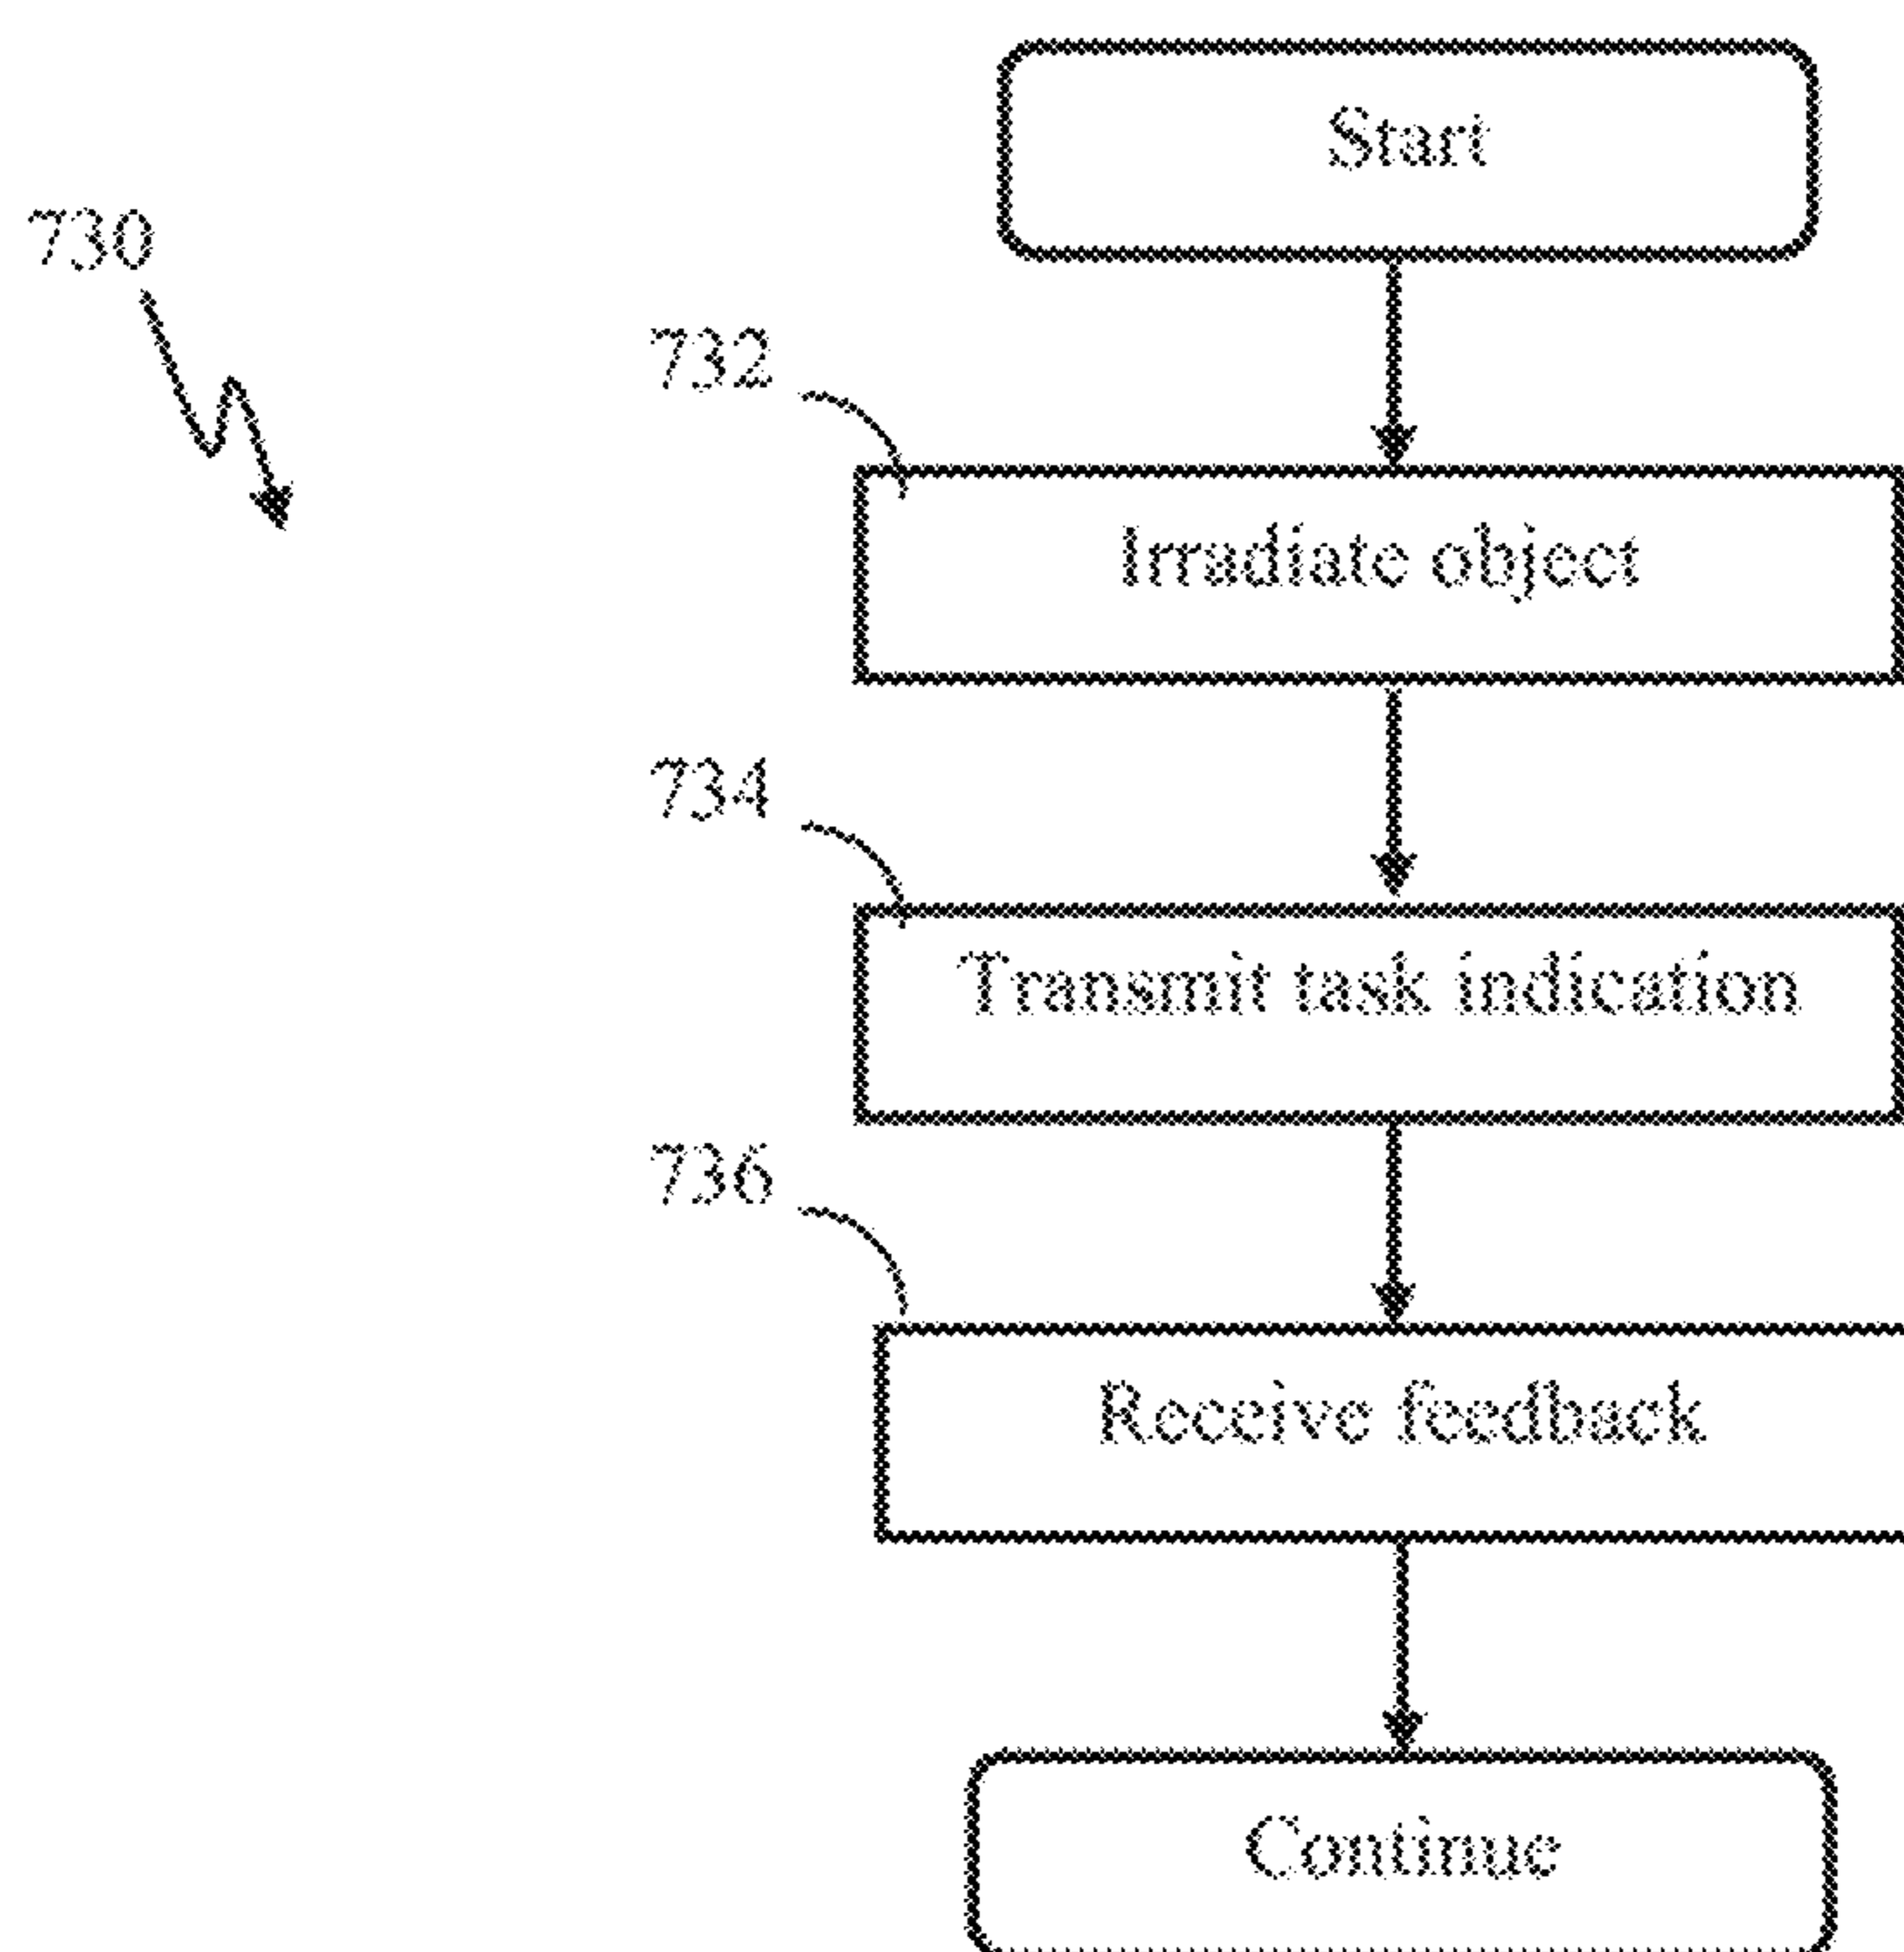 Start
730
732
Irradiate object
734
Transmit task indication
736
Receive feedback
Continue